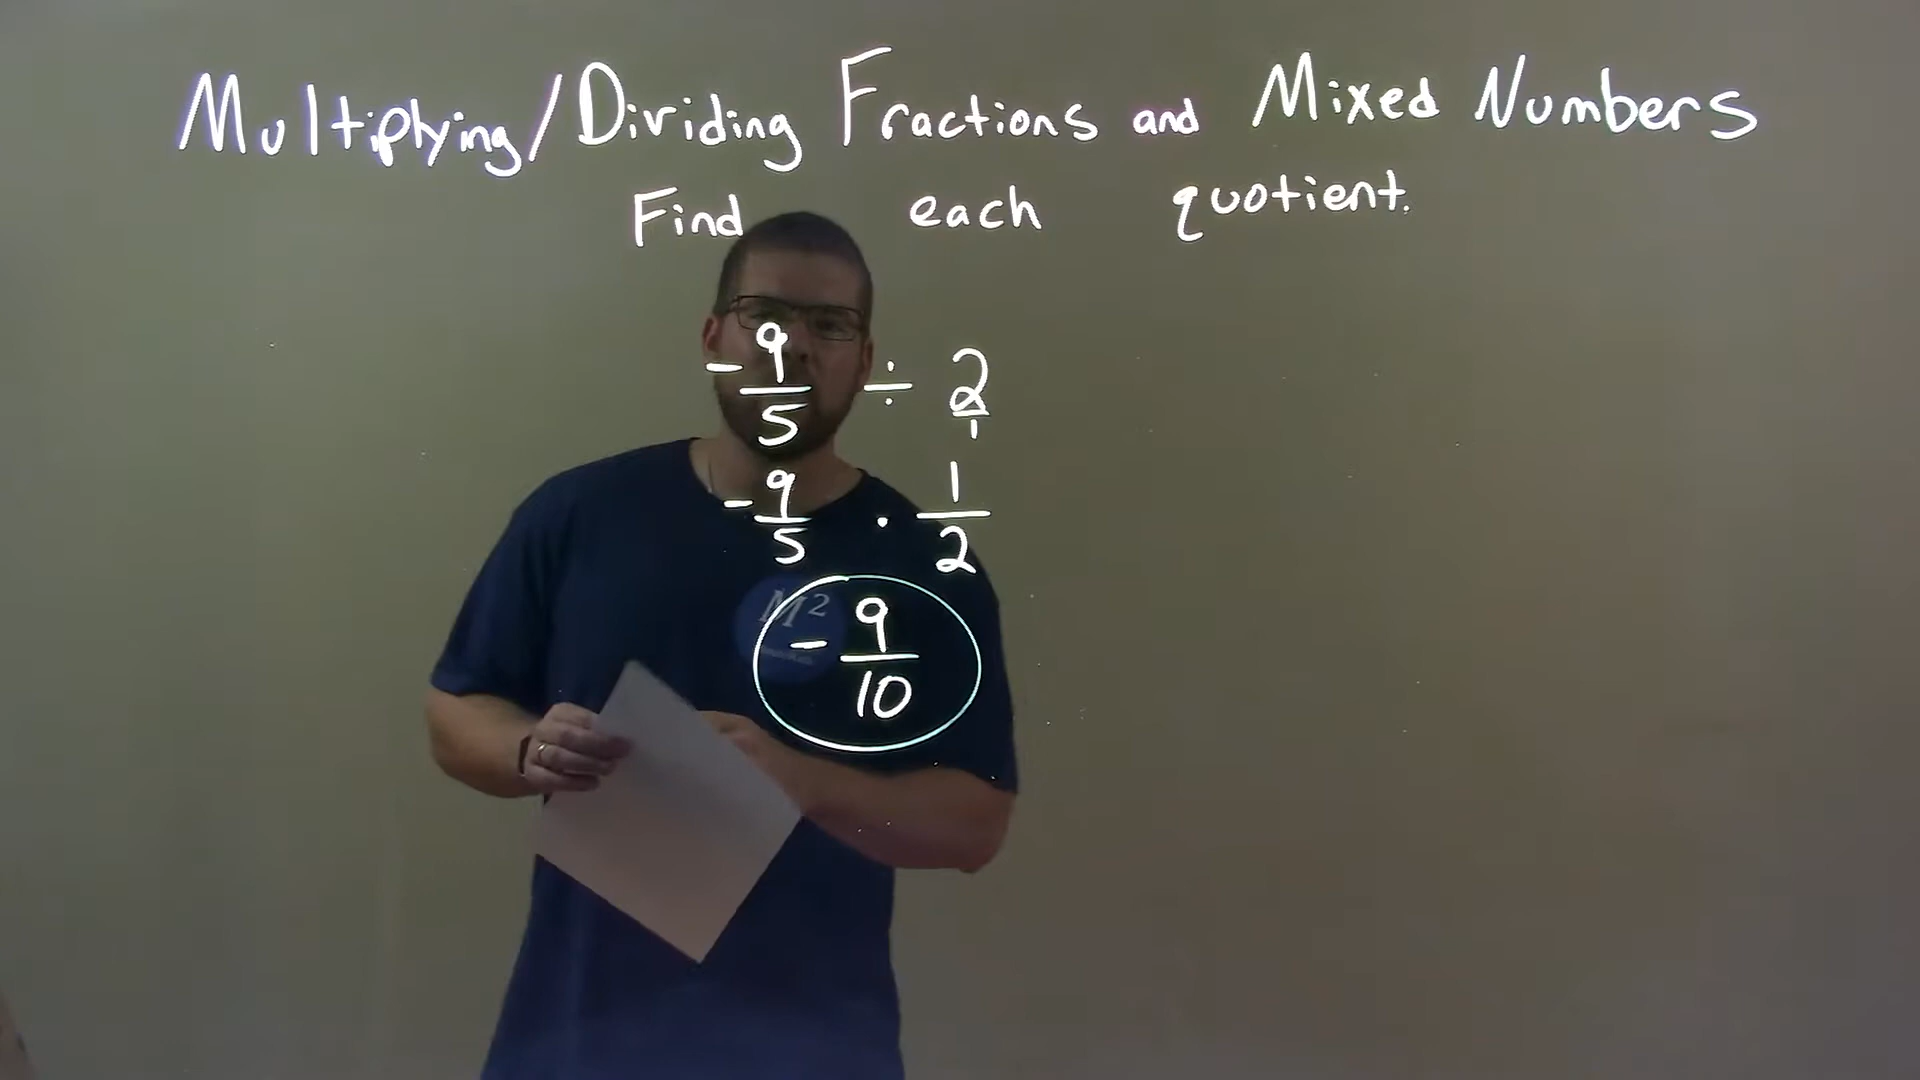 Multiplying/Dividing Fractions and Mixed Numbers
Find each quotient.
-9/5 ÷ 2/1
-9/5 · 1/2
M²
-9/10